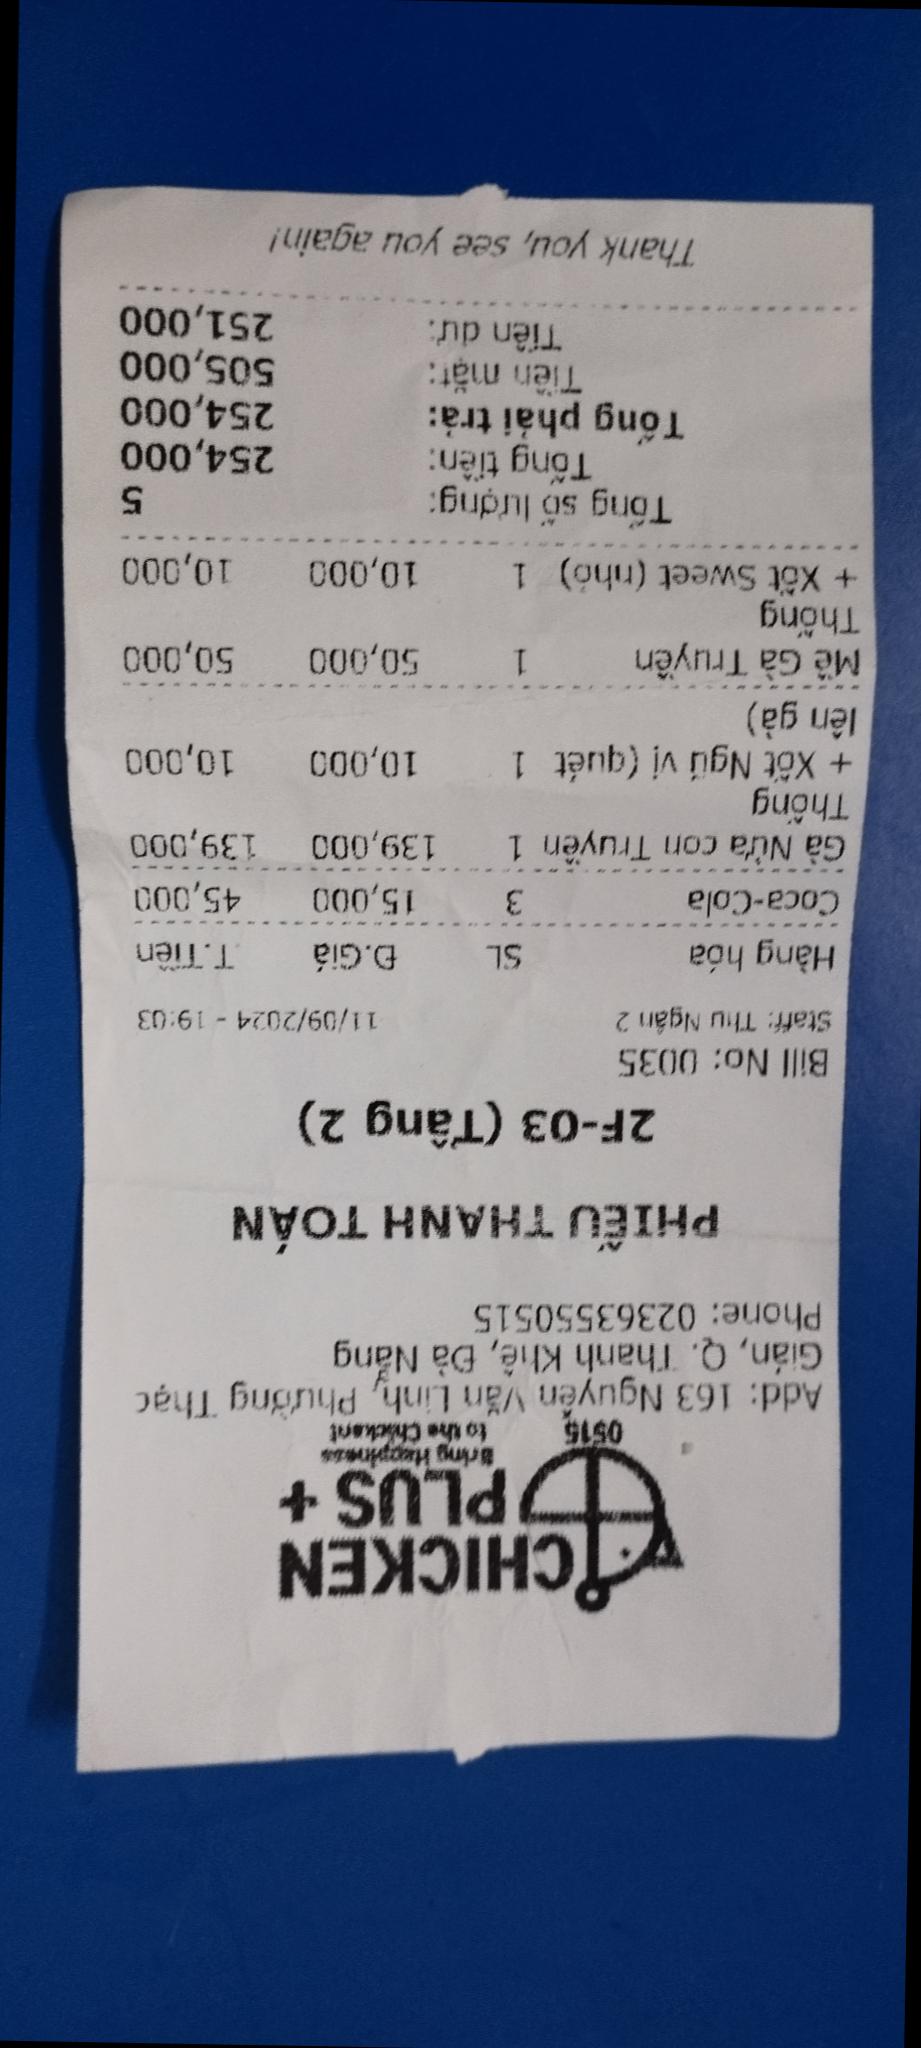 CHICKEN
PLUS +
Bring Happiness
to the Chickent
0515
Add: 163 Nguyễn Văn Linh, Phường Thạc
Gián, Q. Thanh Khê, Đà Nẵng
Phone: 02363550515
PHIẾU THANH TOÁN
2F-03 (Tầng 2)
Bill No: 0035
Staff: Thu Ngân 2 11/09/2024 - 19:03
Hàng hóa SL Đ.Giá T.Tiền
Coca-Cola 3 15,000 45,000
Gà Nửa con Truyền 1 139,000 139,000
Thống
+ Xốt Ngũ vị (quét 1 10,000 10,000
lên gà)
Mề Gà Truyền 1 50,000 50,000
Thống
+ Xốt Sweet (nhỏ) 1 10,000 10,000
Tổng số lượng: 5
Tổng tiền: 254,000
Tổng phải trả: 254,000
Tiền mặt: 505,000
Tiền dư: 251,000
Thank you, see you again!